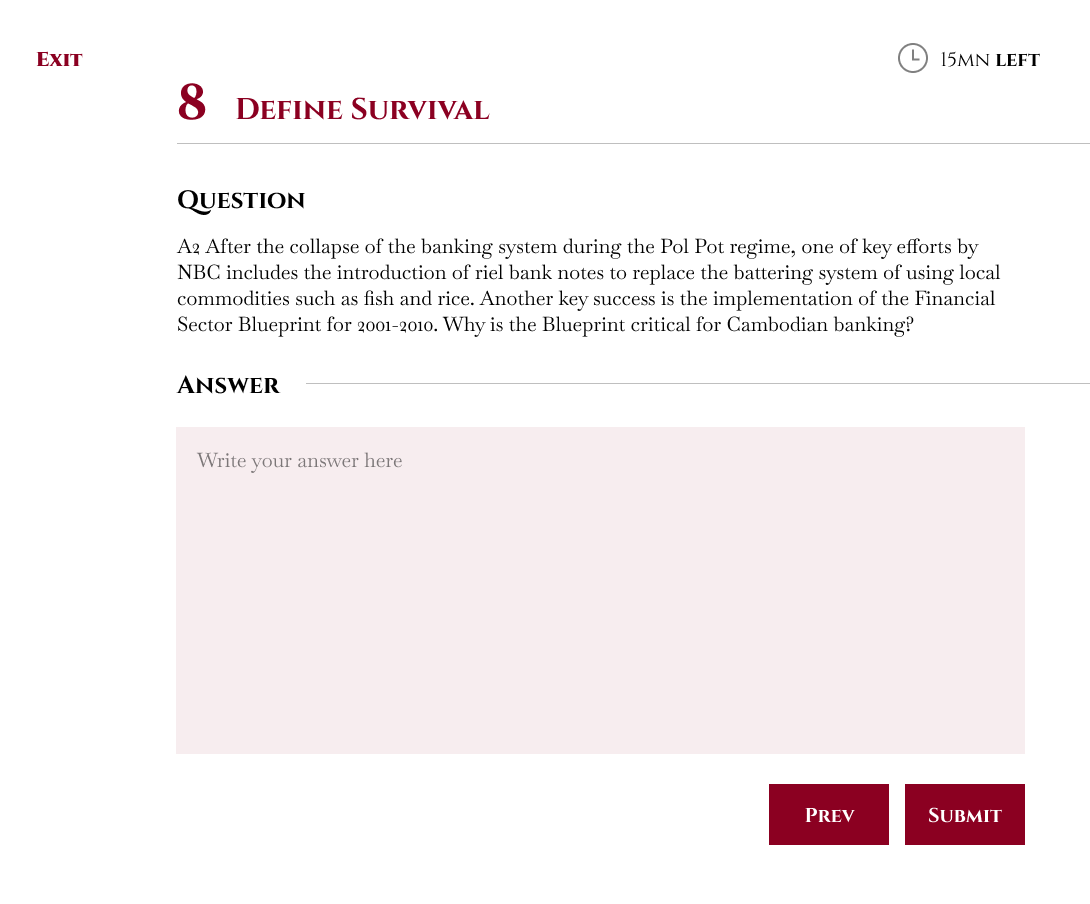 Exit
15mn left
8 Define Survival
Question
A2 After the collapse of the banking system during the Pol Pot regime, one of key efforts by
NBC includes the introduction of riel bank notes to replace the battering system of using local
commodities such as fish and rice. Another key success is the implementation of the Financial
Sector Blueprint for 2001-2010. Why is the Blueprint critical for Cambodian banking?
Answer
Write your answer here
Prev
Submit